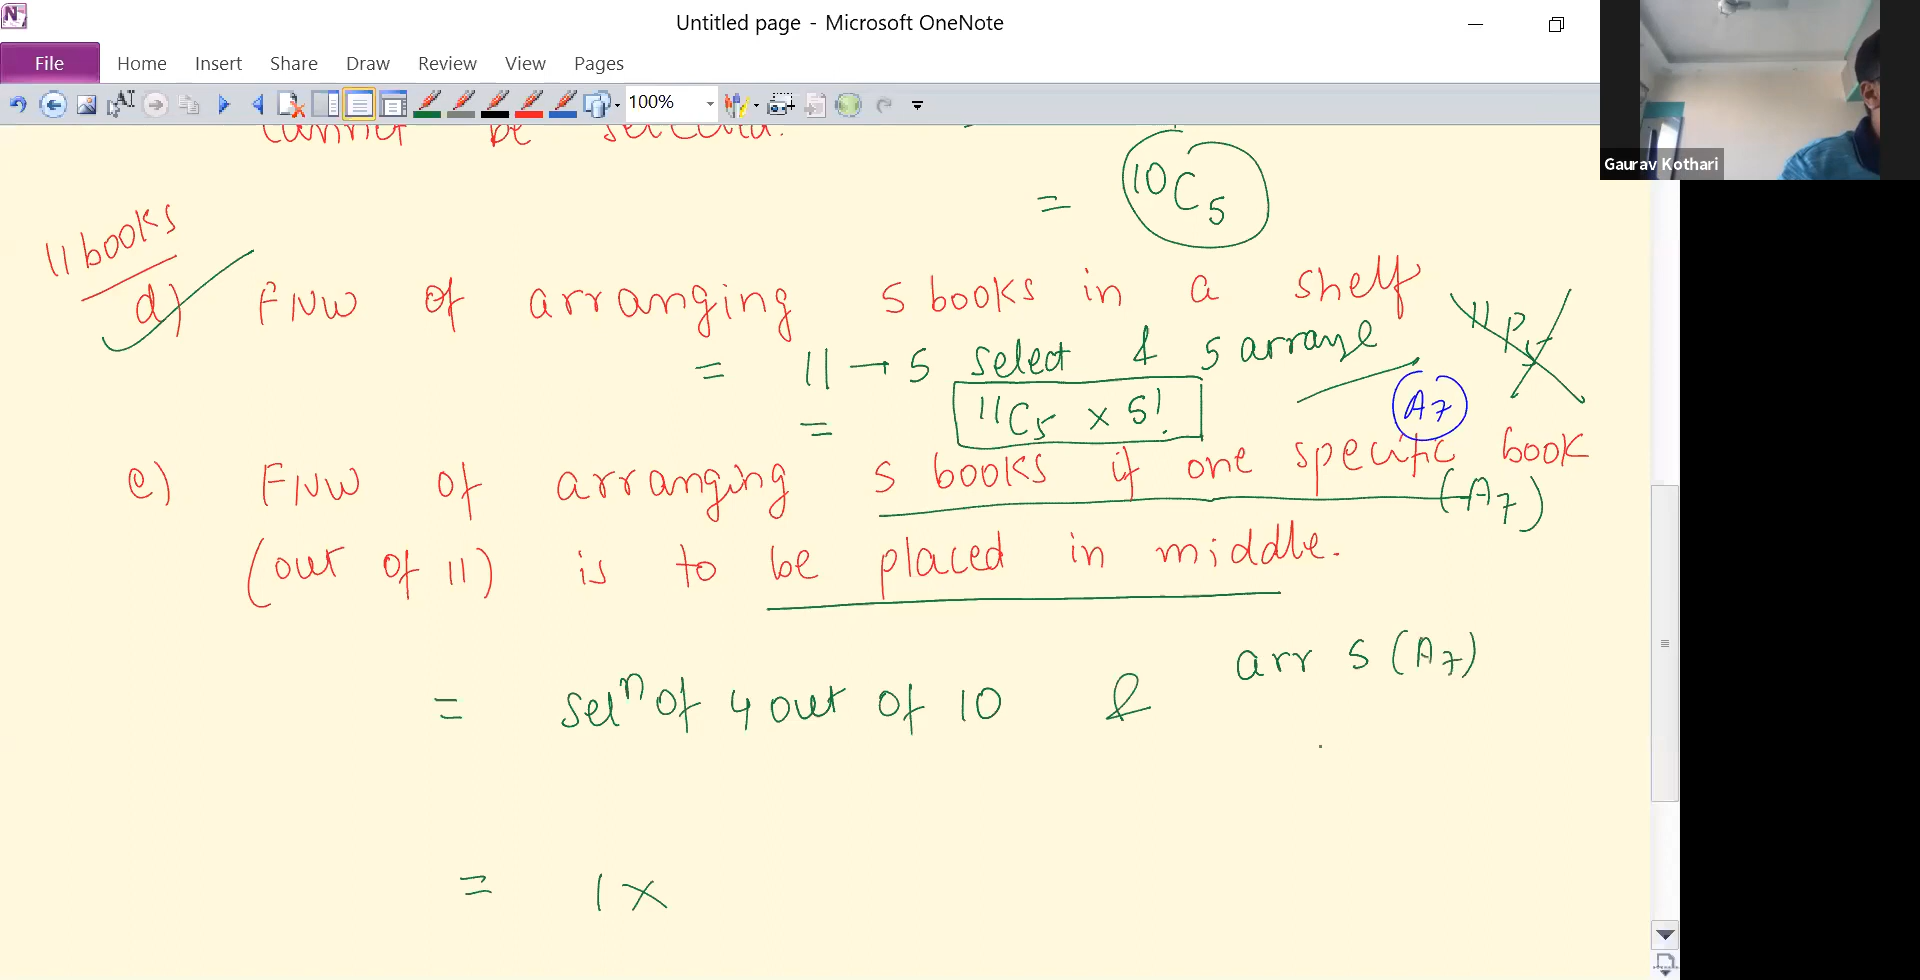 Untitled page - Microsoft OneNote
File Home Insert Share Draw Review View Pages
100%
Gaurav Kothari
cannot be selected.
= 10C5
11 books
d) FNW of arranging 5 books in a shelf
= 11 → 5 select & 5 arrange
11P5
= 11C5 x 5!
A7
e) FNW of arranging 5 books if one specific book
(A7)
(out of 11) is to be placed in middle.
= selⁿ of 4 out of 10 & arr 5 (A7)
= 1 x